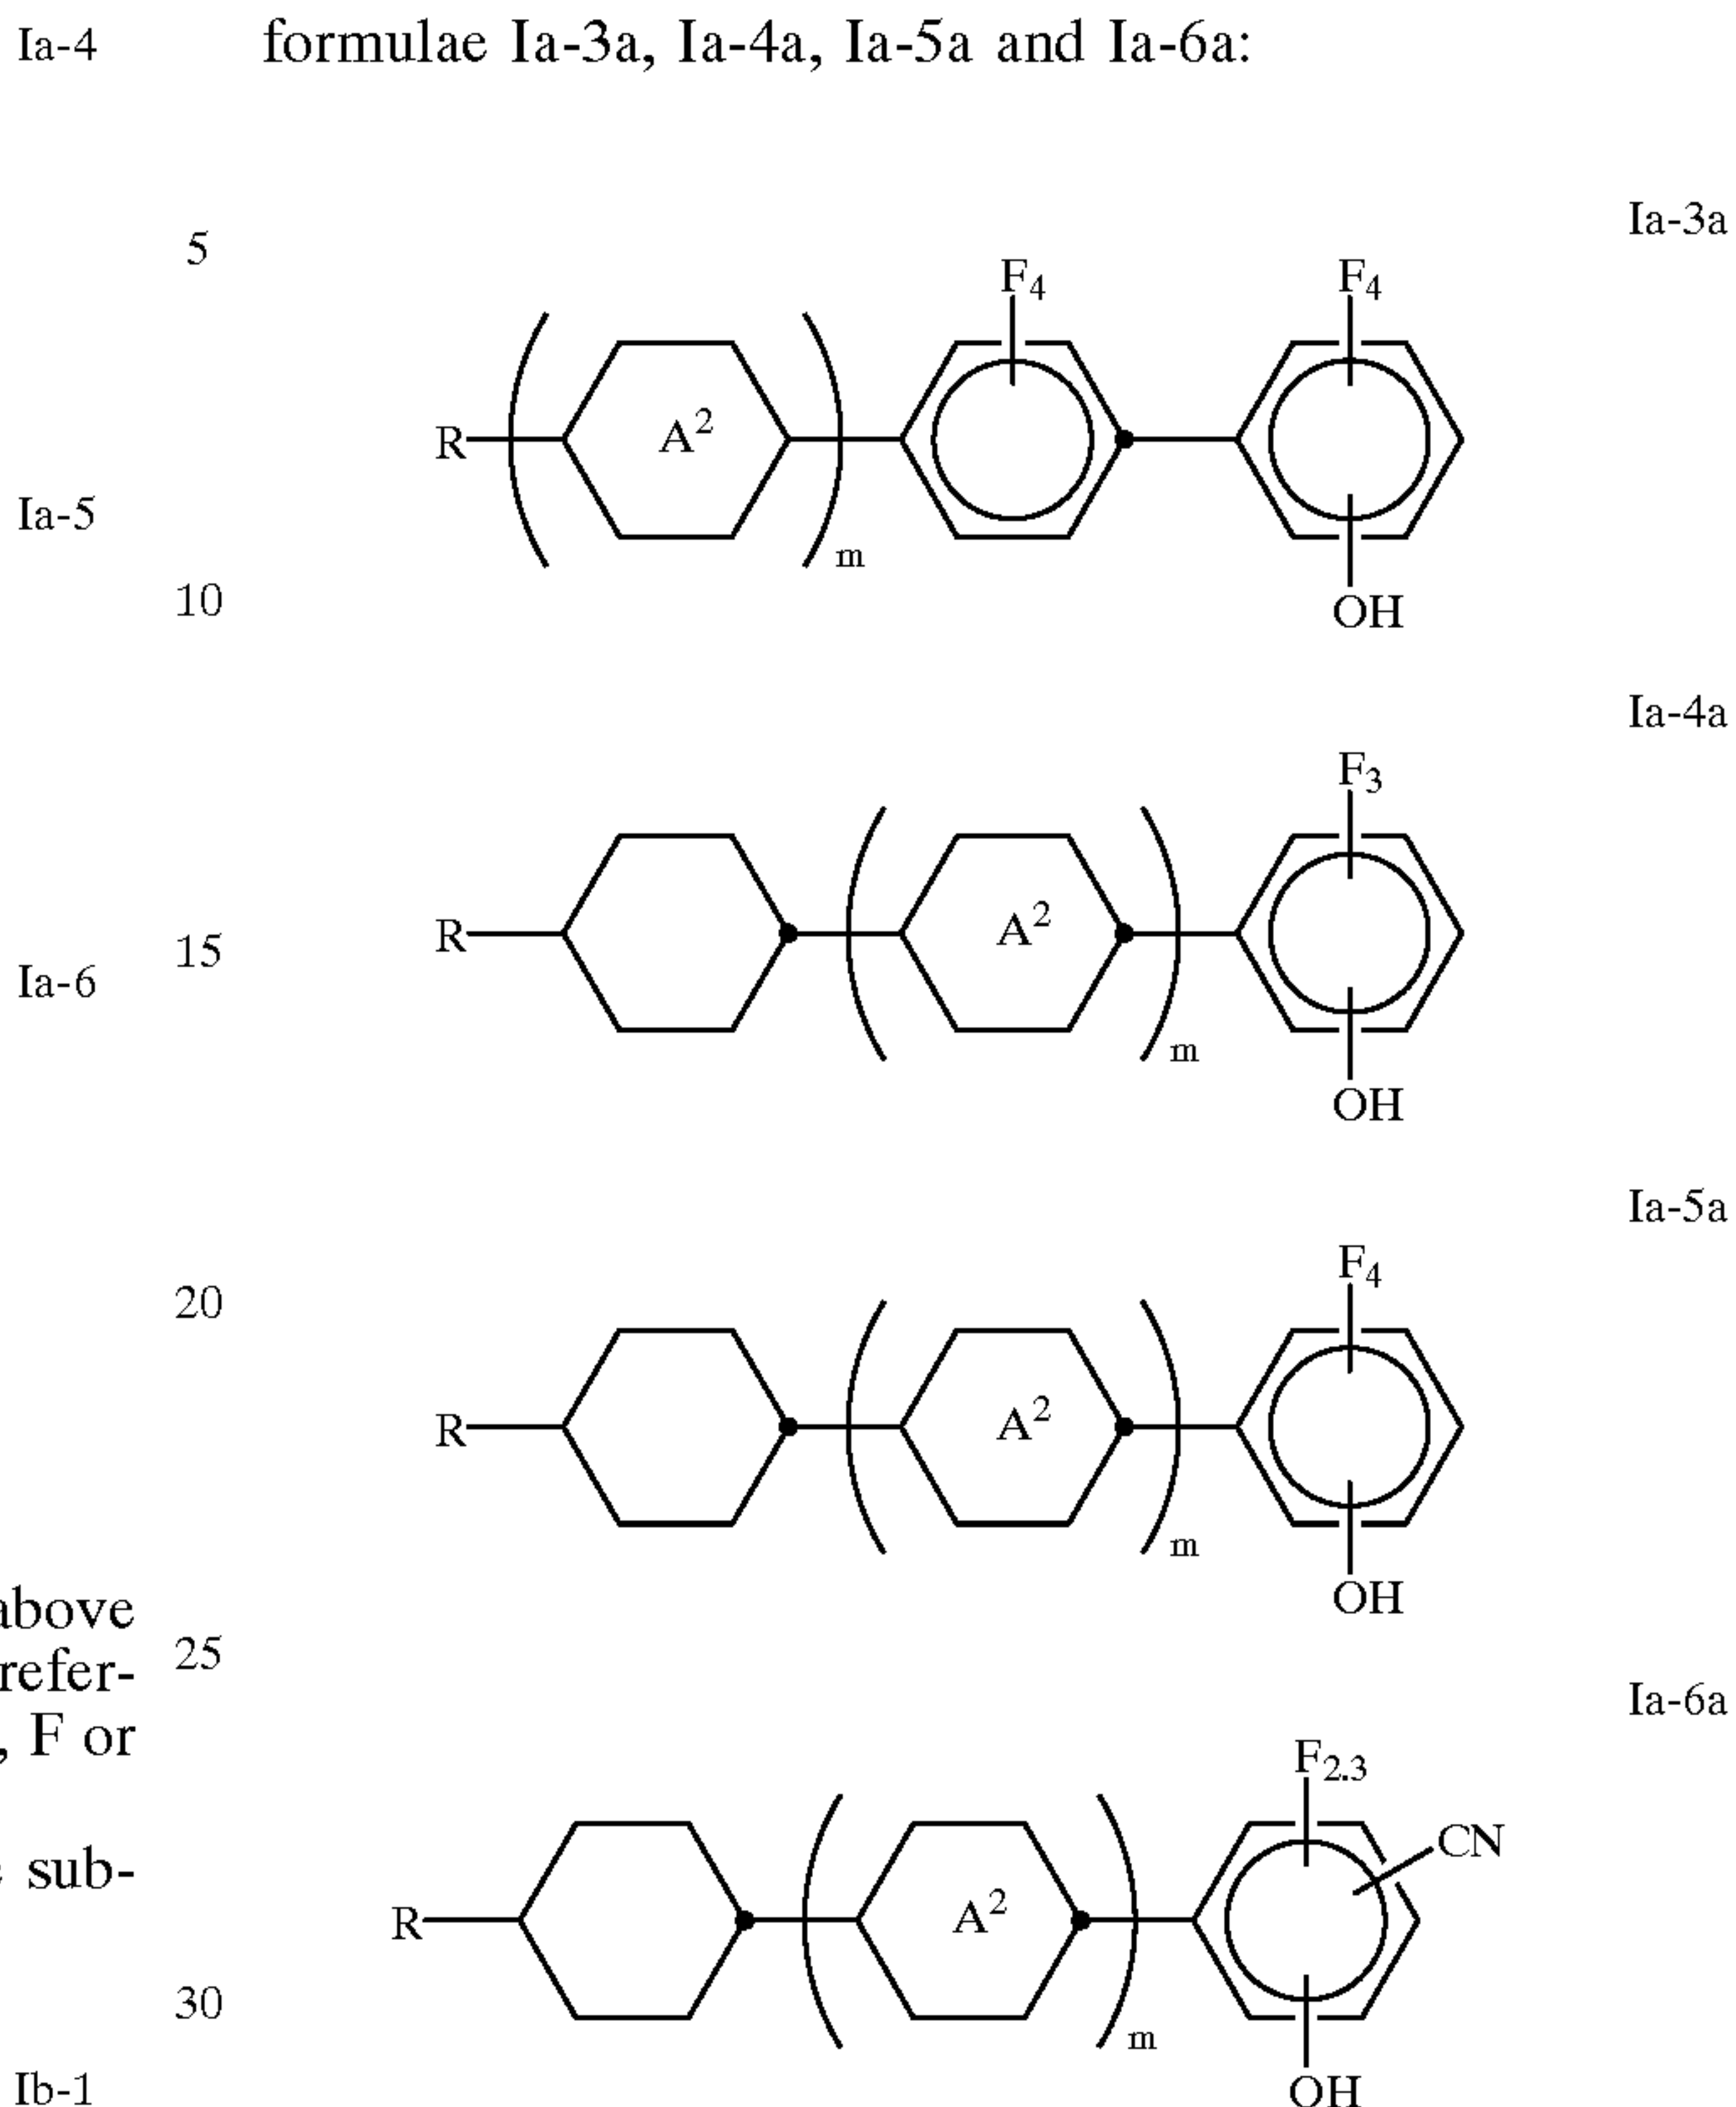 Ia-4
formulae Ia-3a, Ia-4a, Ia-5a and Ia-6a:
Ia-3a
5
F4
F4
R
A2
m
OH
Ia-5
10
Ia-4a
F3
R
A2
m
OH
15
Ia-6
Ia-5a
F4
20
R
A2
m
OH
above
25
refer-
, F or
Ia-6a
F2.3
CN
sub-
R
A2
m
OH
30
Ib-1